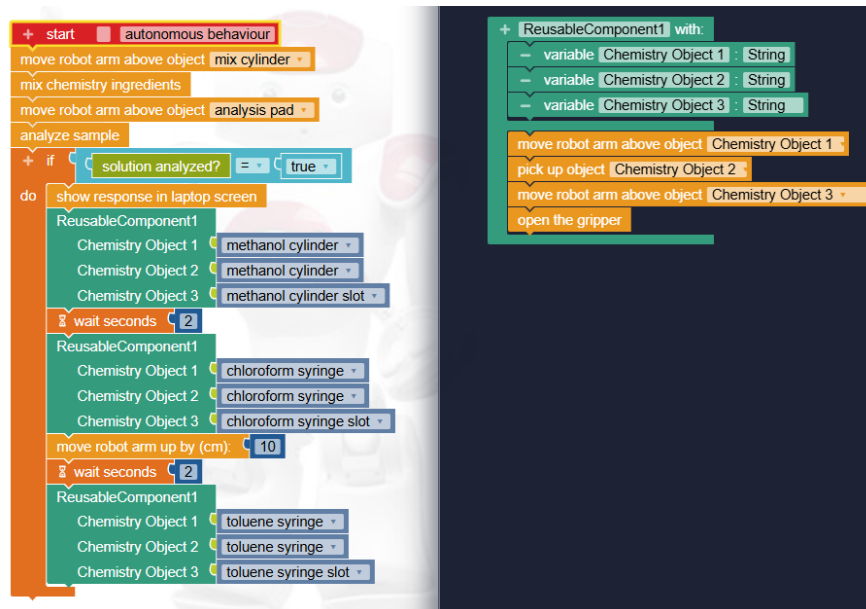 + start autonomous behaviour
move robot arm above object mix cylinder
mix chemistry ingredients
move robot arm above object analysis pad
analyze sample
+ if solution analyzed? = true
do show response in laptop screen
ReusableComponent1
Chemistry Object 1 methanol cylinder
Chemistry Object 2 methanol cylinder
Chemistry Object 3 methanol cylinder slot
wait seconds 2
ReusableComponent1
Chemistry Object 1 chloroform syringe
Chemistry Object 2 chloroform syringe
Chemistry Object 3 chloroform syringe slot
move robot arm up by (cm): 10
wait seconds 2
ReusableComponent1
Chemistry Object 1 toluene syringe
Chemistry Object 2 toluene syringe
Chemistry Object 3 toluene syringe slot
+ ReusableComponent1 with:
– variable Chemistry Object 1 : String
– variable Chemistry Object 2 : String
– variable Chemistry Object 3 : String
move robot arm above object Chemistry Object 1
pick up object Chemistry Object 2
move robot arm above object Chemistry Object 3
open the gripper